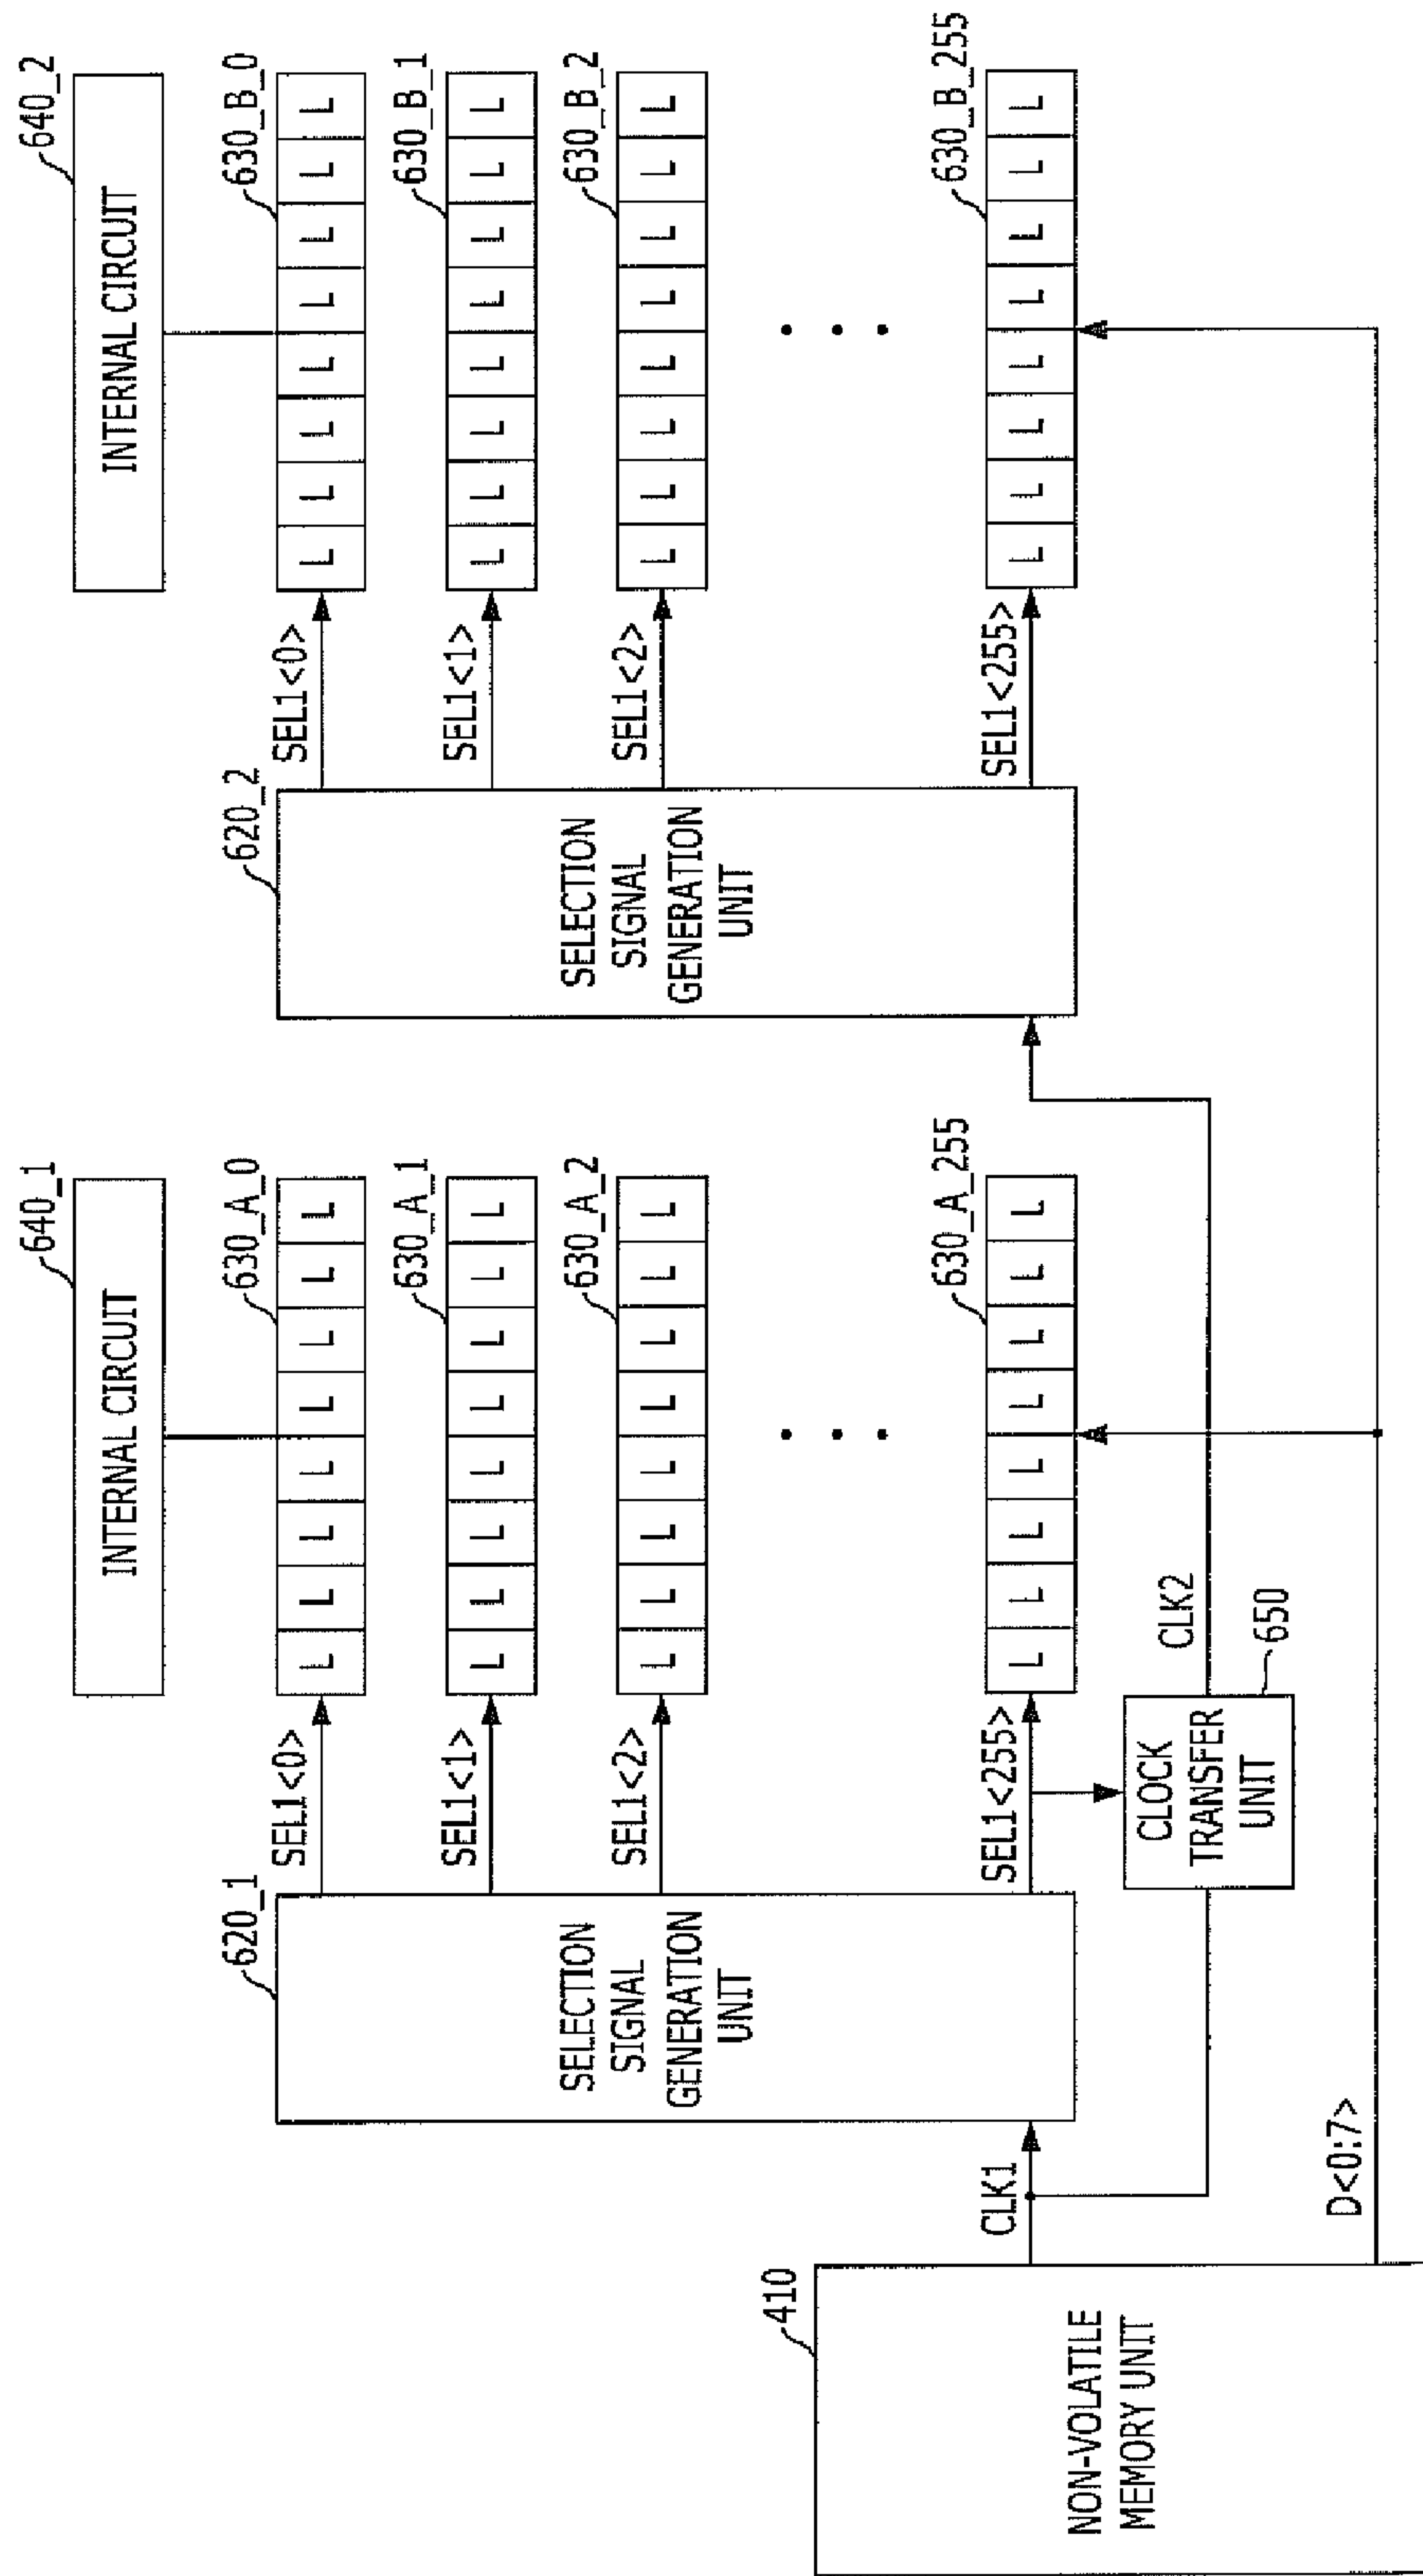 640_1
INTERNAL CIRCUIT
640_2
INTERNAL CIRCUIT
620_1
SELECTION
SIGNAL
GENERATION
UNIT
SEL1<0>
630_A_0
L L L L L L L L
SEL1<1>
630_A_1
L L L L L L L L
SEL1<2>
630_A_2
L L L L L L L L
SEL1<255>
630_A_255
L L L L L L L L
620_2
SELECTION
SIGNAL
GENERATION
UNIT
SEL1<0>
630_B_0
L L L L L L L L
SEL1<1>
630_B_1
L L L L L L L L
SEL1<2>
630_B_2
L L L L L L L L
SEL1<255>
630_B_255
L L L L L L L L
410
NON-VOLATILE
MEMORY UNIT
CLK1
CLOCK
TRANSFER
UNIT
650
CLK2
D<0:7>